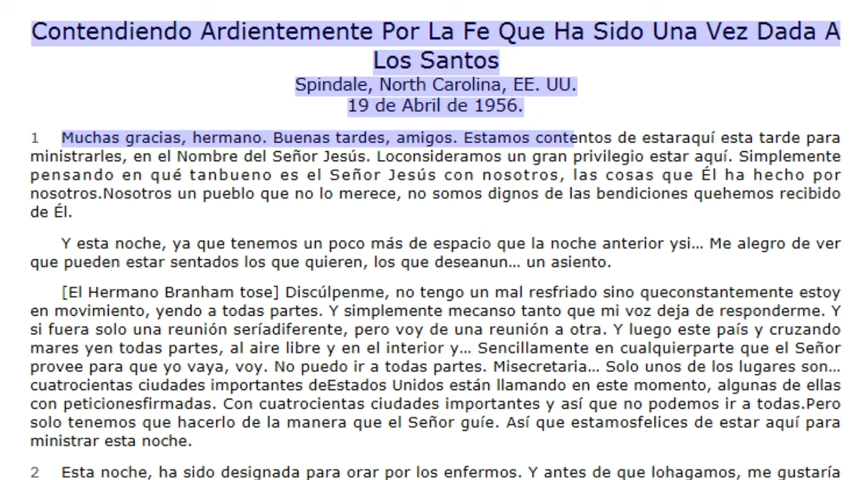 Contendiendo Ardientemente Por La Fe Que Ha Sido Una Vez Dada A
Los Santos
Spindale, North Carolina, EE. UU.
19 de Abril de 1956.
1 Muchas gracias, hermano. Buenas tardes, amigos. Estamos contentos de estaraquí esta tarde para
ministrarles, en el Nombre del Señor Jesús. Loconsideramos un gran privilegio estar aquí. Simplemente
pensando en qué tanbueno es el Señor Jesús con nosotros, las cosas que Él ha hecho por
nosotros.Nosotros un pueblo que no lo merece, no somos dignos de las bendiciones quehemos recibido
de Él.
Y esta noche, ya que tenemos un poco más de espacio que la noche anterior ysi... Me alegro de ver
que pueden estar sentados los que quieren, los que deseanun... un asiento.
[El Hermano Branham tose] Discúlpenme, no tengo un mal resfriado sino queconstantemente estoy
en movimiento, yendo a todas partes. Y simplemente mecanso tanto que mi voz deja de responderme. Y
si fuera solo una reunión seríadiferente, pero voy de una reunión a otra. Y luego este país y cruzando
mares yen todas partes, al aire libre y en el interior y... Sencillamente en cualquierparte que el Señor
provee para que yo vaya, voy. No puedo ir a todas partes. Misecretaria... Solo unos de los lugares son...
cuatrocientas ciudades importantes deEstados Unidos están llamando en este momento, algunas de ellas
con peticionesfirmadas. Con cuatrocientas ciudades importantes y así que no podemos ir a todas.Pero
solo tenemos que hacerlo de la manera que el Señor guíe. Así que estamosfelices de estar aquí para
ministrar esta noche.
2 Esta noche, ha sido designada para orar por los enfermos. Y antes de que lohagamos, me gustaría